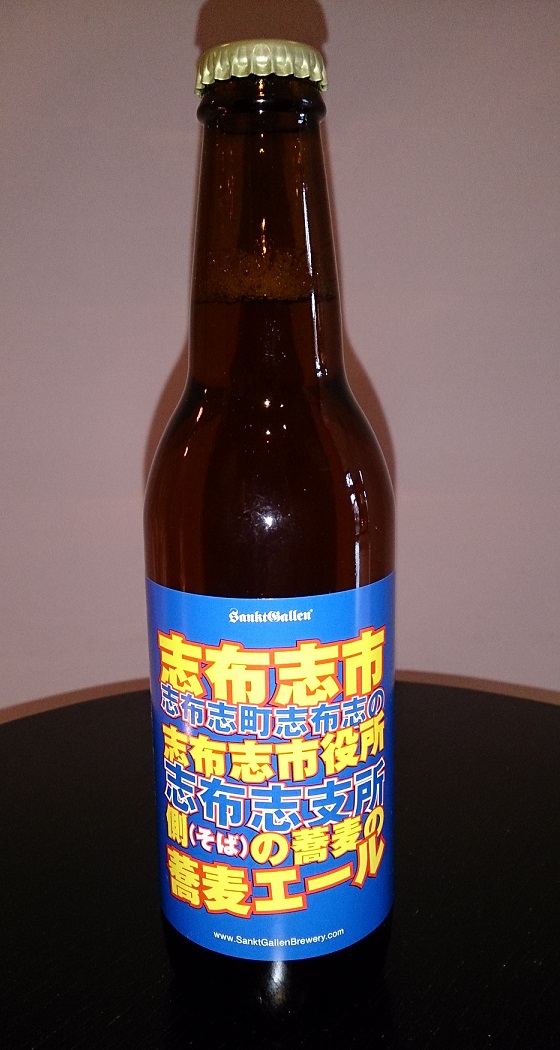 SanktGallen
志布志市
志布志町志布志の
志布志市役所
志布志支所
側(そば)の蕎麦の
蕎麦エール
www.SanktGallenBrewery.com